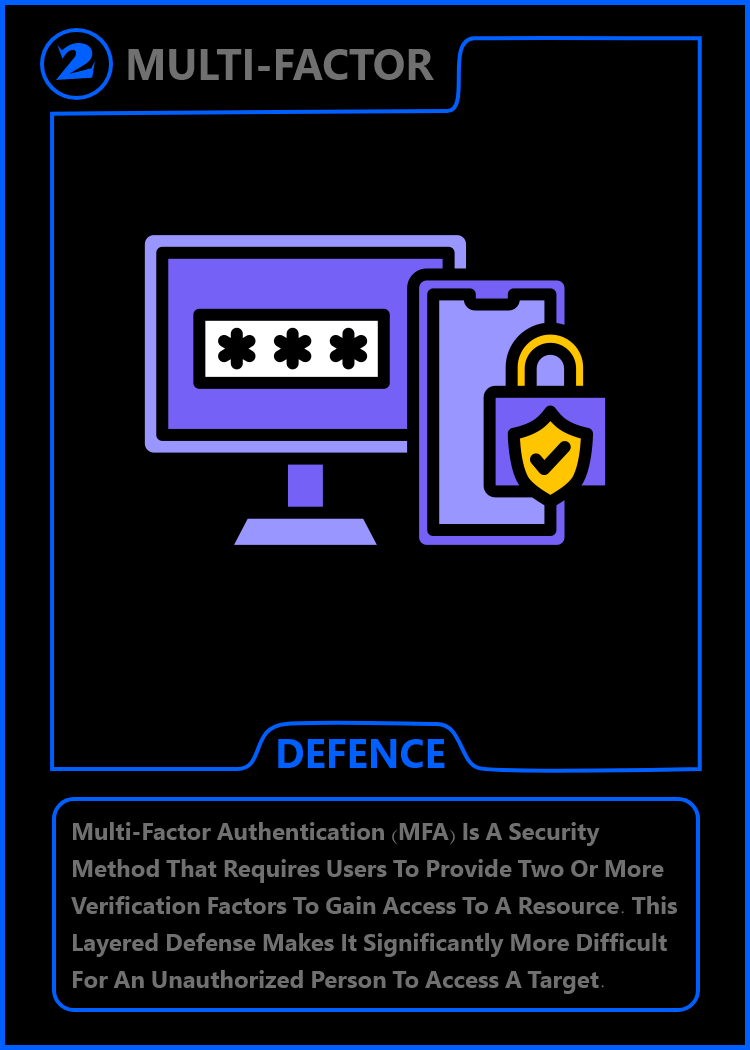 2 MULTI-FACTOR
***
DEFENCE
Multi-Factor Authentication (MFA) Is A Security
Method That Requires Users To Provide Two Or More
Verification Factors To Gain Access To A Resource. This
Layered Defense Makes It Significantly More Difficult
For An Unauthorized Person To Access A Target.